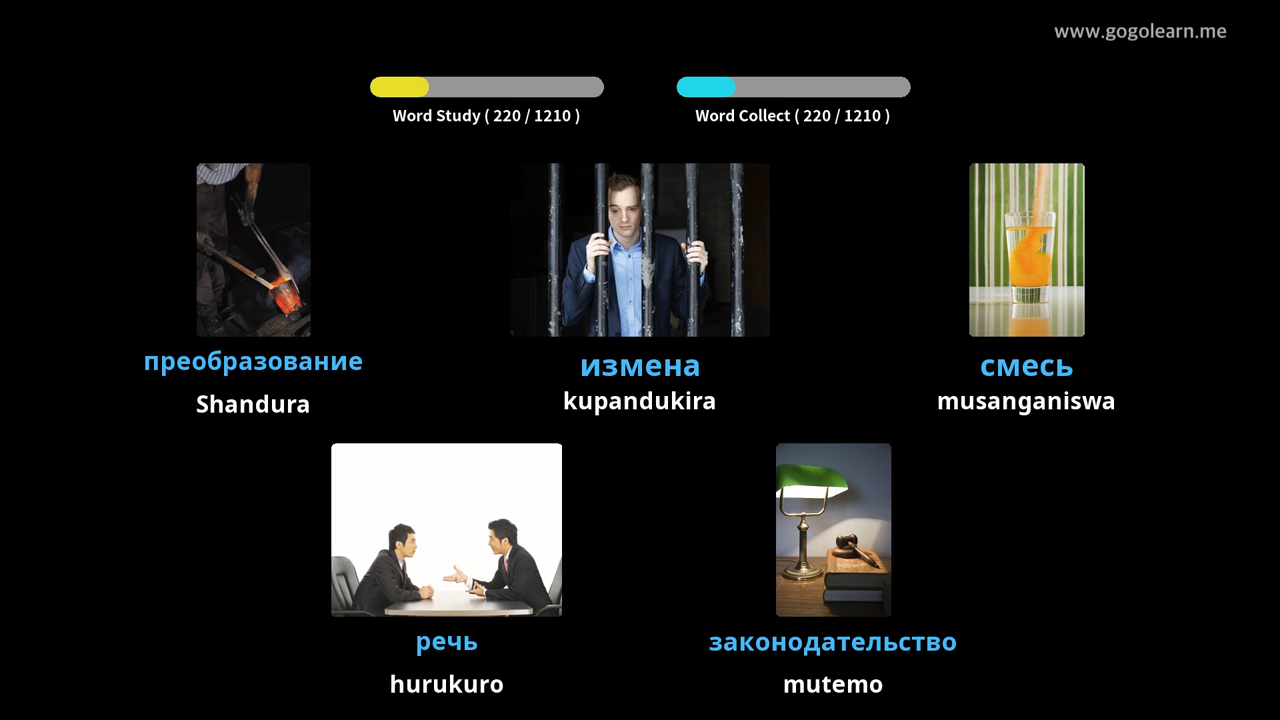 www.gogolearn.me
Word Study ( 220 / 1210 )
Word Collect ( 220 / 1210 )
преобразование
Shandura
измена
kupandukira
смесь
musanganiswa
речь
hurukuro
законодательство
mutemo